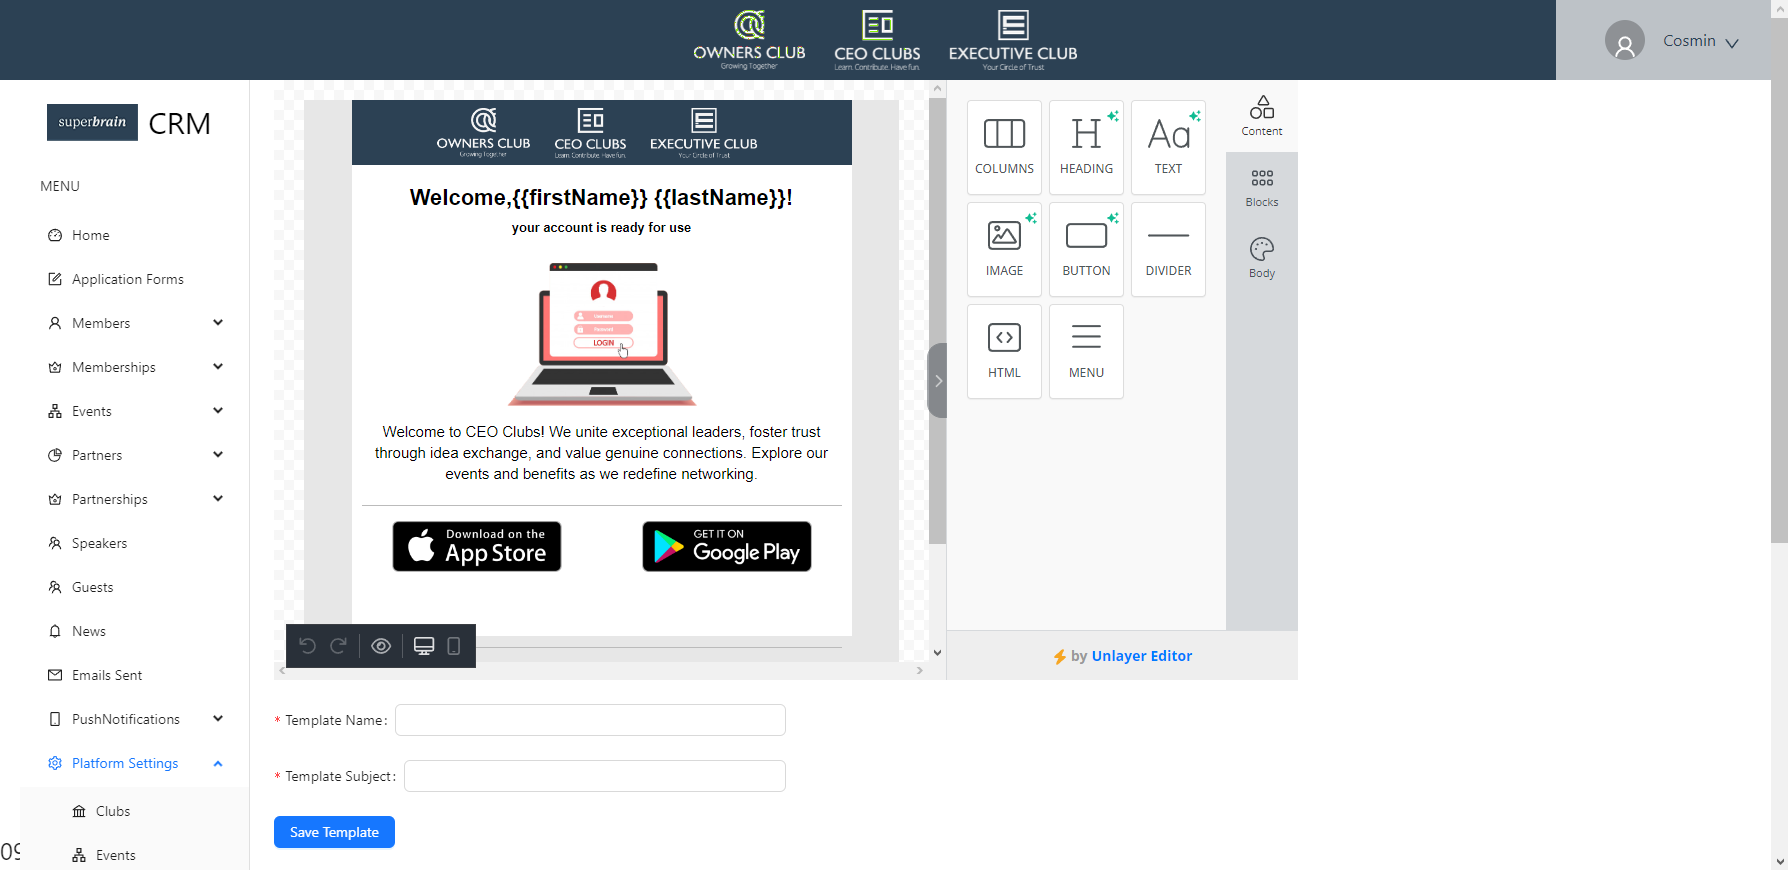 OWNERS CLUB
Growing Together
CEO CLUBS
Learn. Contribute. Have fun.
EXECUTIVE CLUB
Your Circle of Trust
Cosmin
superbrain CRM
MENU
Home
Application Forms
Members
Memberships
Events
Partners
Partnerships
Speakers
Guests
News
Emails Sent
PushNotifications
Platform Settings
Clubs
Events
09
OWNERS CLUB
Growing Together
CEO CLUBS
Learn. Contribute. Have fun.
EXECUTIVE CLUB
Your Circle of Trust
Welcome,{{firstName}} {{lastName}}!
your account is ready for use
Username
Password
LOGIN
Welcome to CEO Clubs! We unite exceptional leaders, foster trust
through idea exchange, and value genuine connections. Explore our
events and benefits as we redefine networking.
Download on the
App Store
GET IT ON
Google Play
COLUMNS
HEADING
TEXT
IMAGE
BUTTON
DIVIDER
HTML
MENU
Content
Blocks
Body
by Unlayer Editor
* Template Name:
* Template Subject:
Save Template